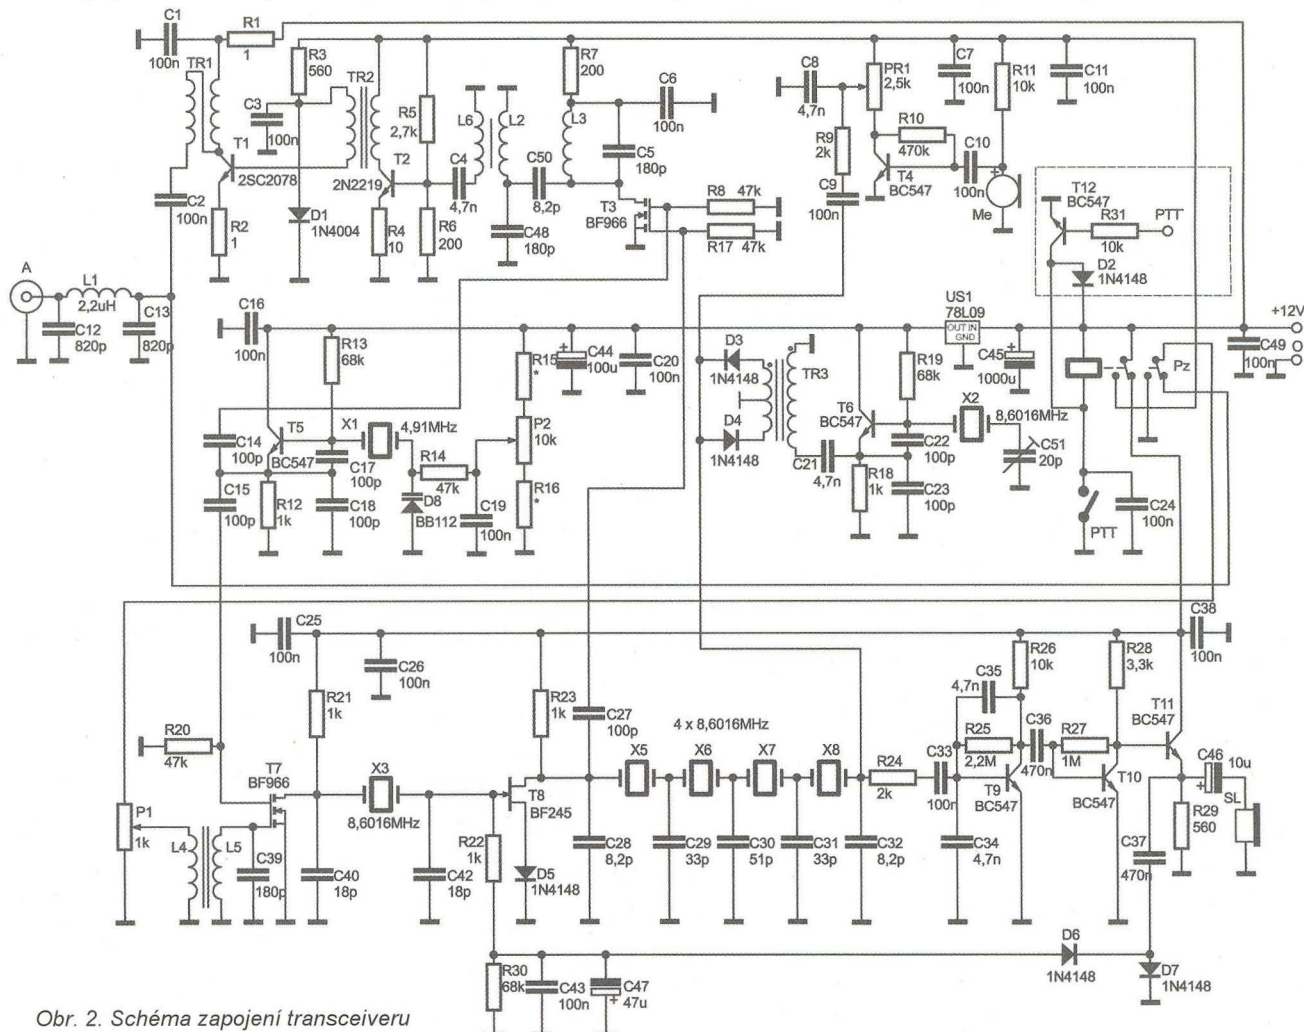 C1
100n
R1
1
TR1
R3
560
TR2
C3
100n
T1
2SC2078
R5
2,7k
T2
2N2219
C2
100n
R2
1
D1
1N4004
R4
10
R6
200
C4
4,7n
L6
L2
C50
8,2p
C48
180p
R7
200
L3
C6
100n
C5
180p
T3
BF966
R8 47k
R17 47k
C8
4,7n
PR1
2,5k
R9
2k
C9
100n
R10
470k
T4
BC547
C10
100n
C7
100n
R11
10k
C11
100n
+
Me
T12
BC547
R31
10k
PTT
D2
1N4148
A
L1
2,2uH
C12
820p
C13
820p
C16
100n
R13
68k
R15
*
+
C44
100u
C20
100n
D3
1N4148
D4
1N4148
TR3
R19
68k
US1
78L09
OUT IN
GND
+
C45
1000u
+12V
C49
100n
Pz
C14
100p
T5
BC547
X1
4,91MHz
P2
10k
C17
100p
R14
47k
C15
100p
R12
1k
C18
100p
D8
BB112
C19
100n
R16
*
T6
BC547
C21
4,7n
R18
1k
C22
100p
C23
100p
X2
8,6016MHz
C51
20p
PTT
C24
100n
C25
100n
C26
100n
R21
1k
R23
1k
C27
100p
4 x 8,6016MHz
X5
X6
X7
X8
R24
2k
C33
100n
C35
4,7n
R25
2,2M
R26
10k
C36
470n
R27
1M
R28
3,3k
C38
100n
T11
BC547
T9
BC547
T10
BC547
C46
10u
+
SL
R29
560
C37
470n
R20
47k
T7
BF966
X3
8,6016MHz
T8
BF245
P1
1k
L4
L5
C39
180p
C40
18p
C42
18p
R22
1k
D5
1N4148
C28
8,2p
C29
33p
C30
51p
C31
33p
C32
8,2p
C34
4,7n
D6
1N4148
D7
1N4148
R30
68k
C43
100n
C47
47u
+
Obr. 2. Schéma zapojení transceiveru